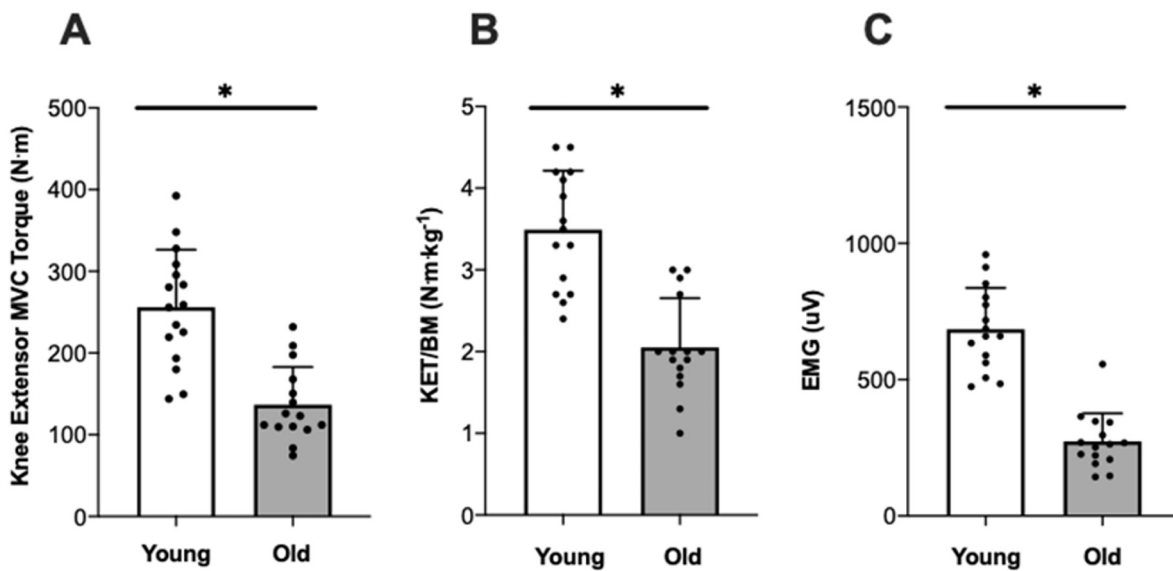 A
B
C
*
*
*
Knee Extensor MVC Torque (N·m)
500
400
300
200
100
0
Young
Old
KET/BM (N·m·kg⁻¹)
5
4
3
2
1
0
Young
Old
EMG (uV)
1500
1000
500
0
Young
Old